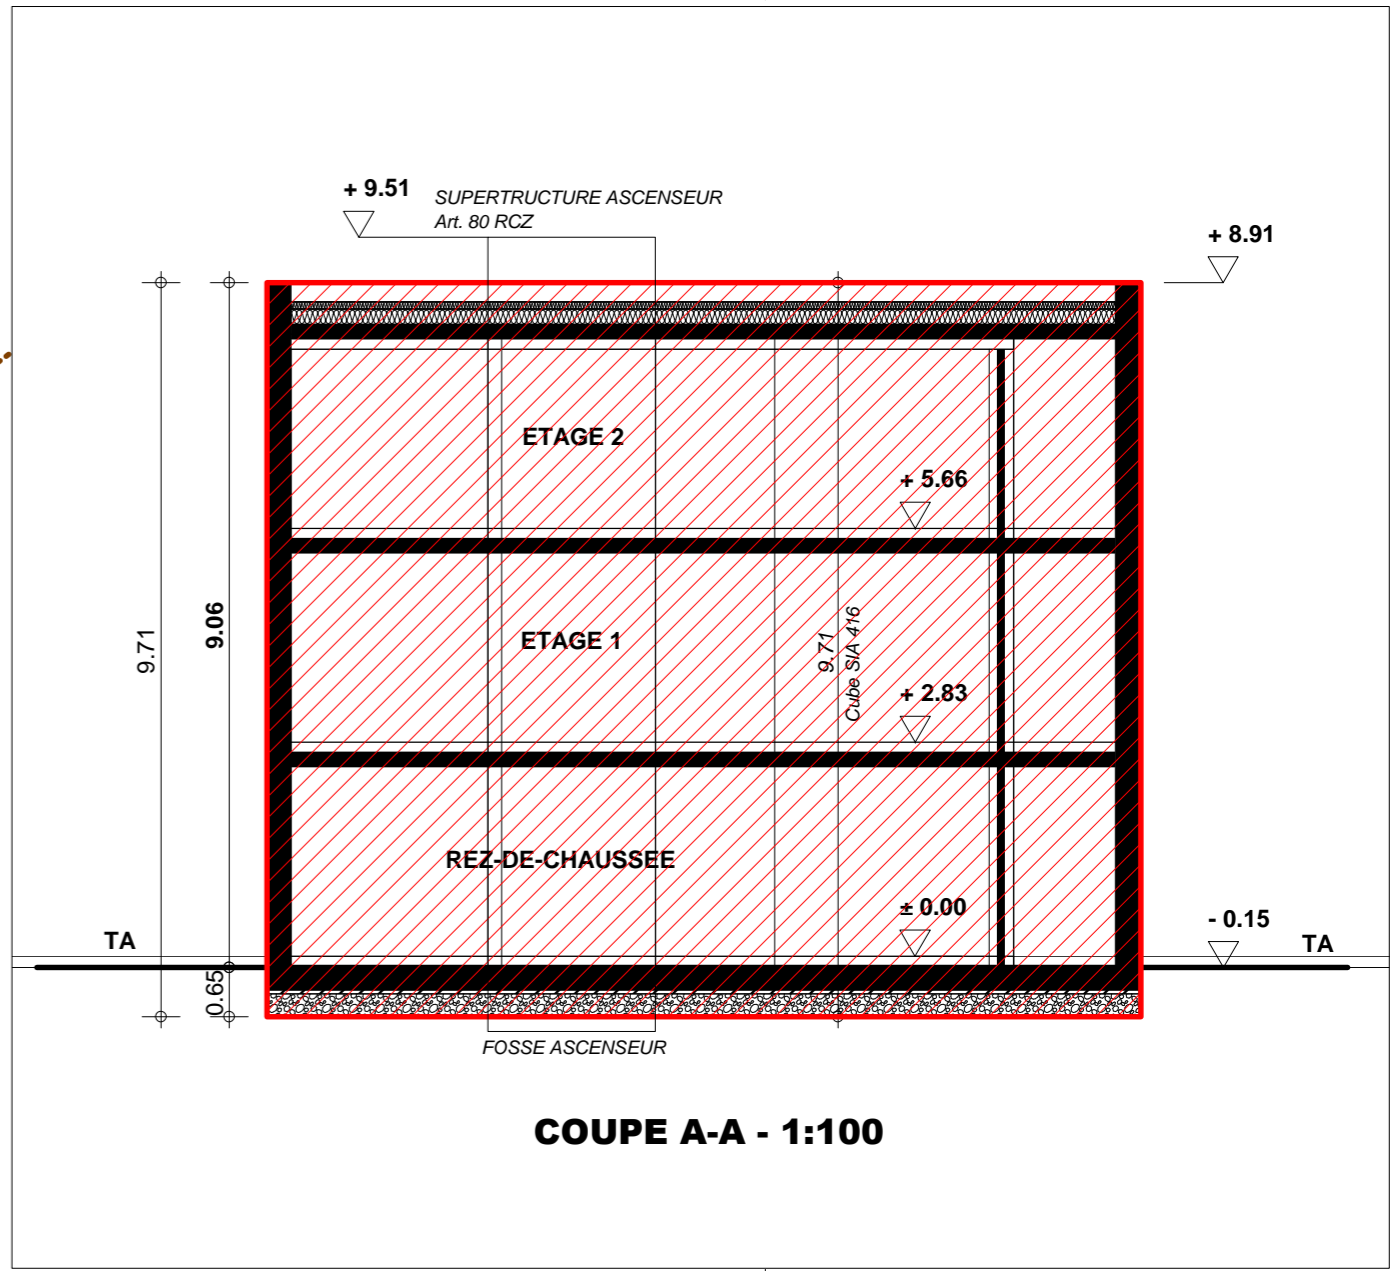 + 9.51
SUPERTRUCTURE ASCENSEUR
Art. 80 RCZ
+ 8.91
ETAGE 2
+ 5.66
9.71
9.06
ETAGE 1
9.71
Cube SIA 416
+ 2.83
REZ-DE-CHAUSSEE
± 0.00
- 0.15
TA
TA
0.65
FOSSE ASCENSEUR
COUPE A-A - 1:100